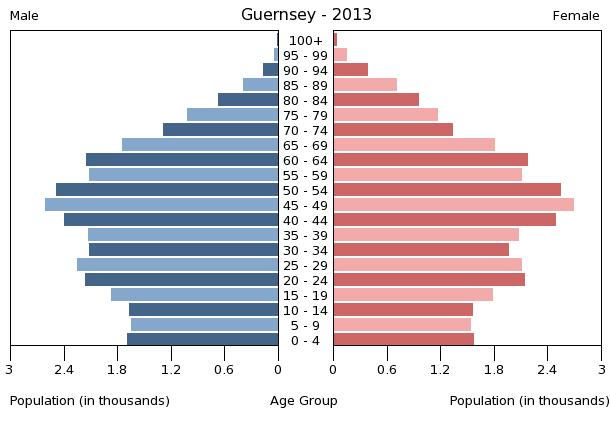 Guernsey - 2013
Male
Female
100+
95 - 99
90 - 94
85 - 89
80 - 84
75 - 79
70 - 74
65 - 69
60 - 64
55 - 59
50 - 54
45 - 49
40 - 44
35 - 39
30 - 34
25 - 29
20 - 24
15 - 19
10 - 14
5 - 9
0 - 4
3 2.4 1.8 1.2 0.6 0 0 0.6 1.2 1.8 2.4 3
Population (in thousands) Age Group Population (in thousands)